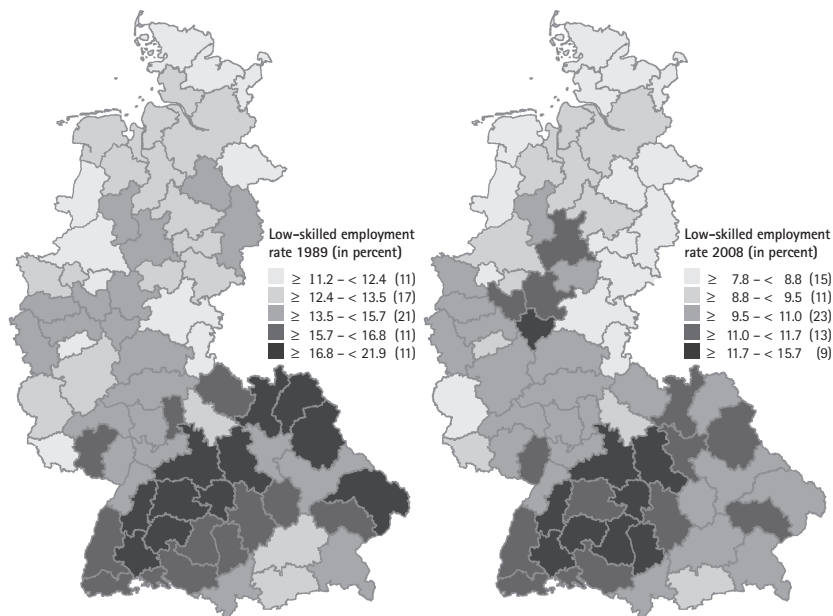 Low-skilled employment
rate 1989 (in percent)
≥ 11.2 – < 12.4 (11)
≥ 12.4 – < 13.5 (17)
≥ 13.5 – < 15.7 (21)
≥ 15.7 – < 16.8 (11)
≥ 16.8 – < 21.9 (11)
Low-skilled employment
rate 2008 (in percent)
≥ 7.8 – < 8.8 (15)
≥ 8.8 – < 9.5 (11)
≥ 9.5 – < 11.0 (23)
≥ 11.0 – < 11.7 (13)
≥ 11.7 – < 15.7 (9)